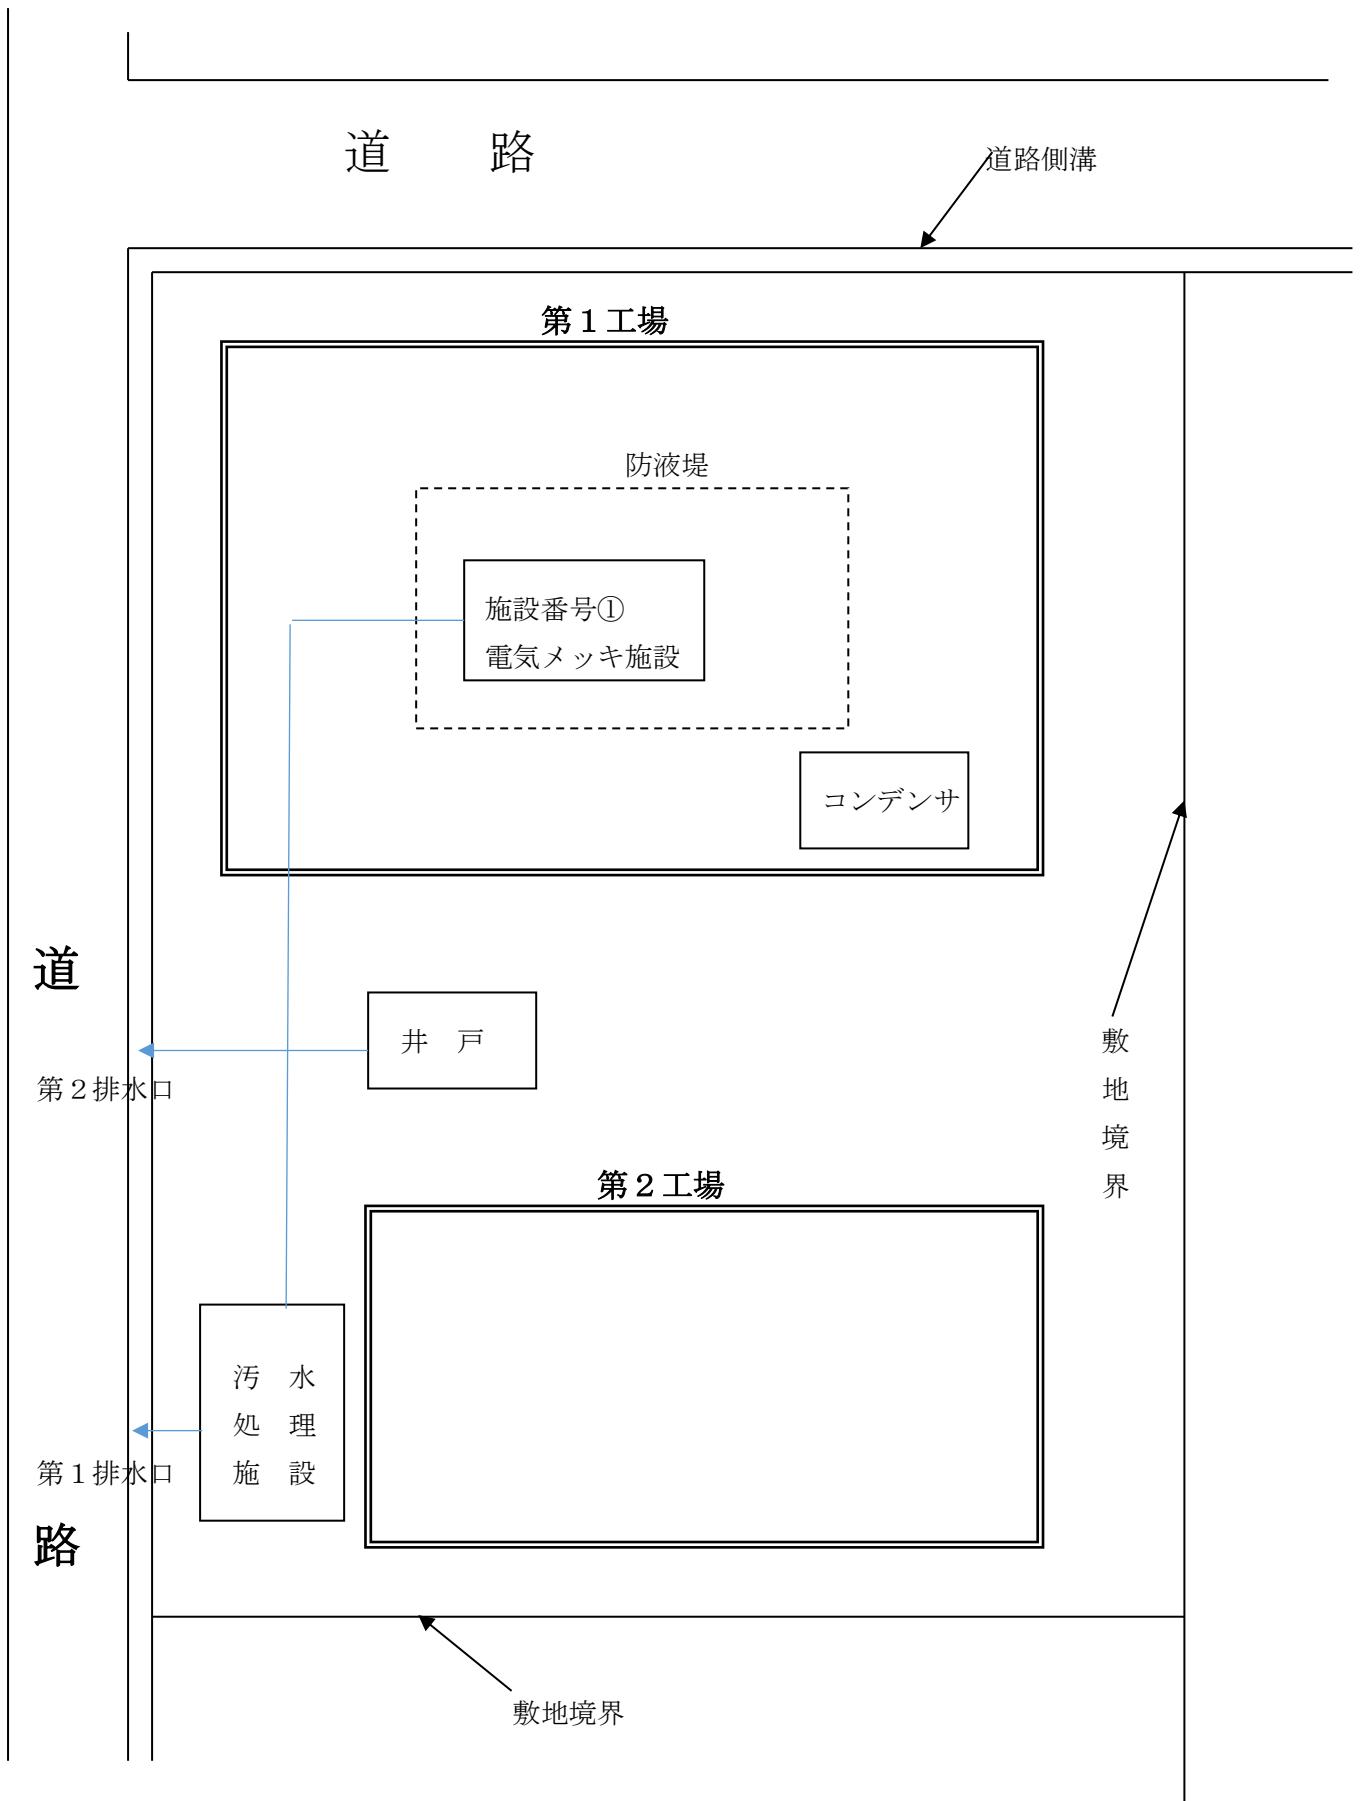 道　　路
道路側溝
第１工場
防液堤
施設番号①
電気メッキ施設
コンデンサ
道
井　戸
第２排水口
敷
地
境
界
第２工場
汚　水
処　理
施　設
第１排水口
路
敷地境界